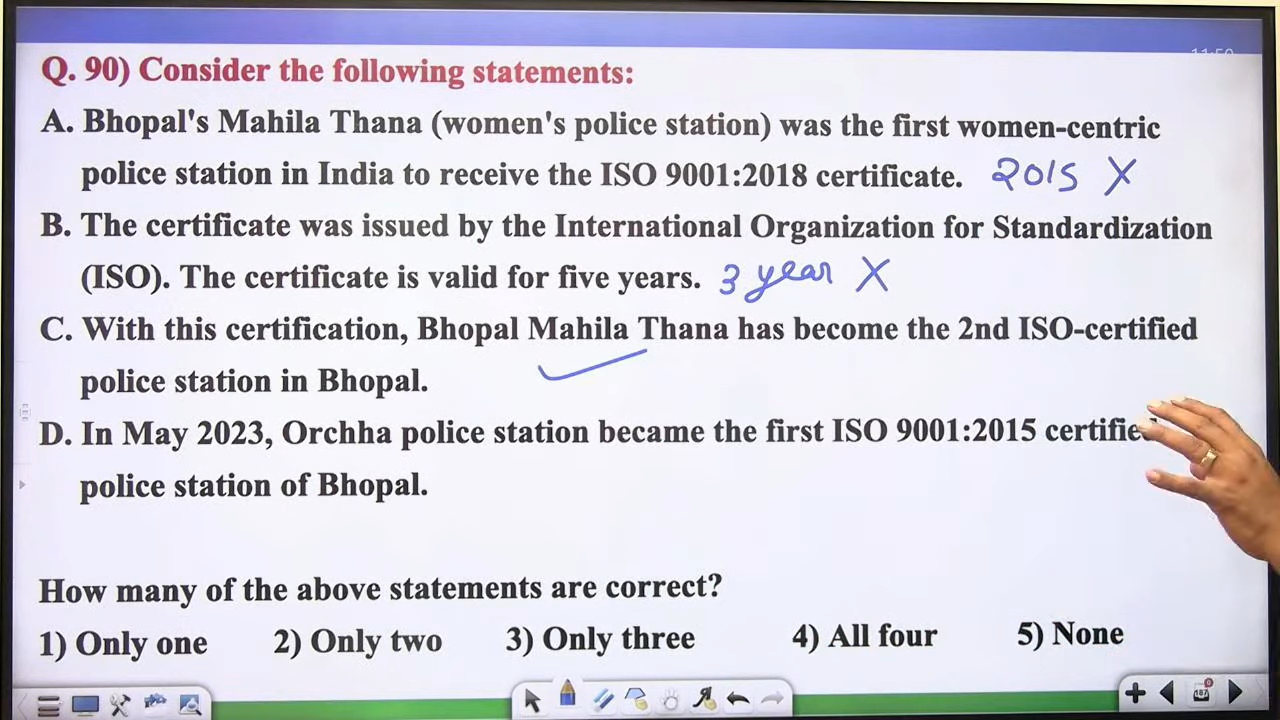 11:50
Q. 90) Consider the following statements:
A. Bhopal's Mahila Thana (women's police station) was the first women-centric
police station in India to receive the ISO 9001:2018 certificate. 2015 X
B. The certificate was issued by the International Organization for Standardization
(ISO). The certificate is valid for five years. 3 year X
C. With this certification, Bhopal Mahila Thana has become the 2nd ISO-certified
police station in Bhopal.
D. In May 2023, Orchha police station became the first ISO 9001:2015 certified
police station of Bhopal.
How many of the above statements are correct?
1) Only one 2) Only two 3) Only three 4) All four 5) None
187